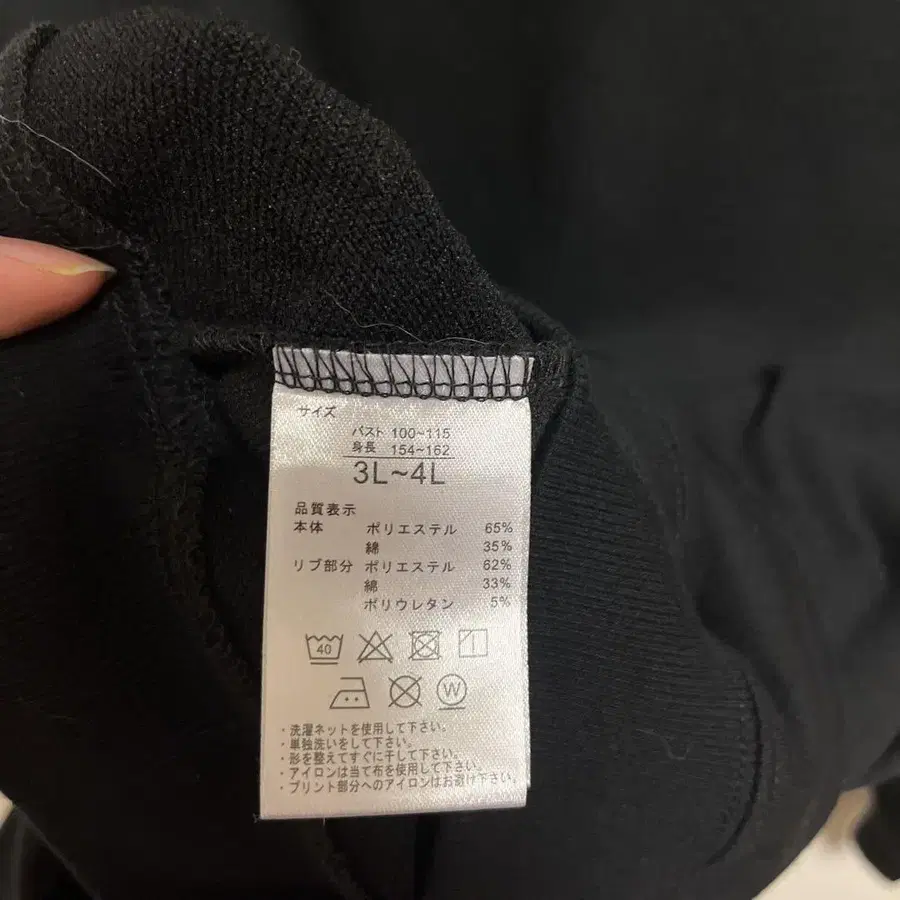 サイズ
バスト 100~115
身長 154~162
3L~4L
品質表示
本体 ポリエステル 65%
綿 35%
リブ部分 ポリエステル 62%
綿 33%
ポリウレタン 5%
40
W
・洗濯ネットを使用して下さい。
・単独洗いをして下さい。
・形を整えてすぐに干して下さい。
・アイロンは当て布を使用して下さい。
・プリント部分へのアイロンはお避け下さい。